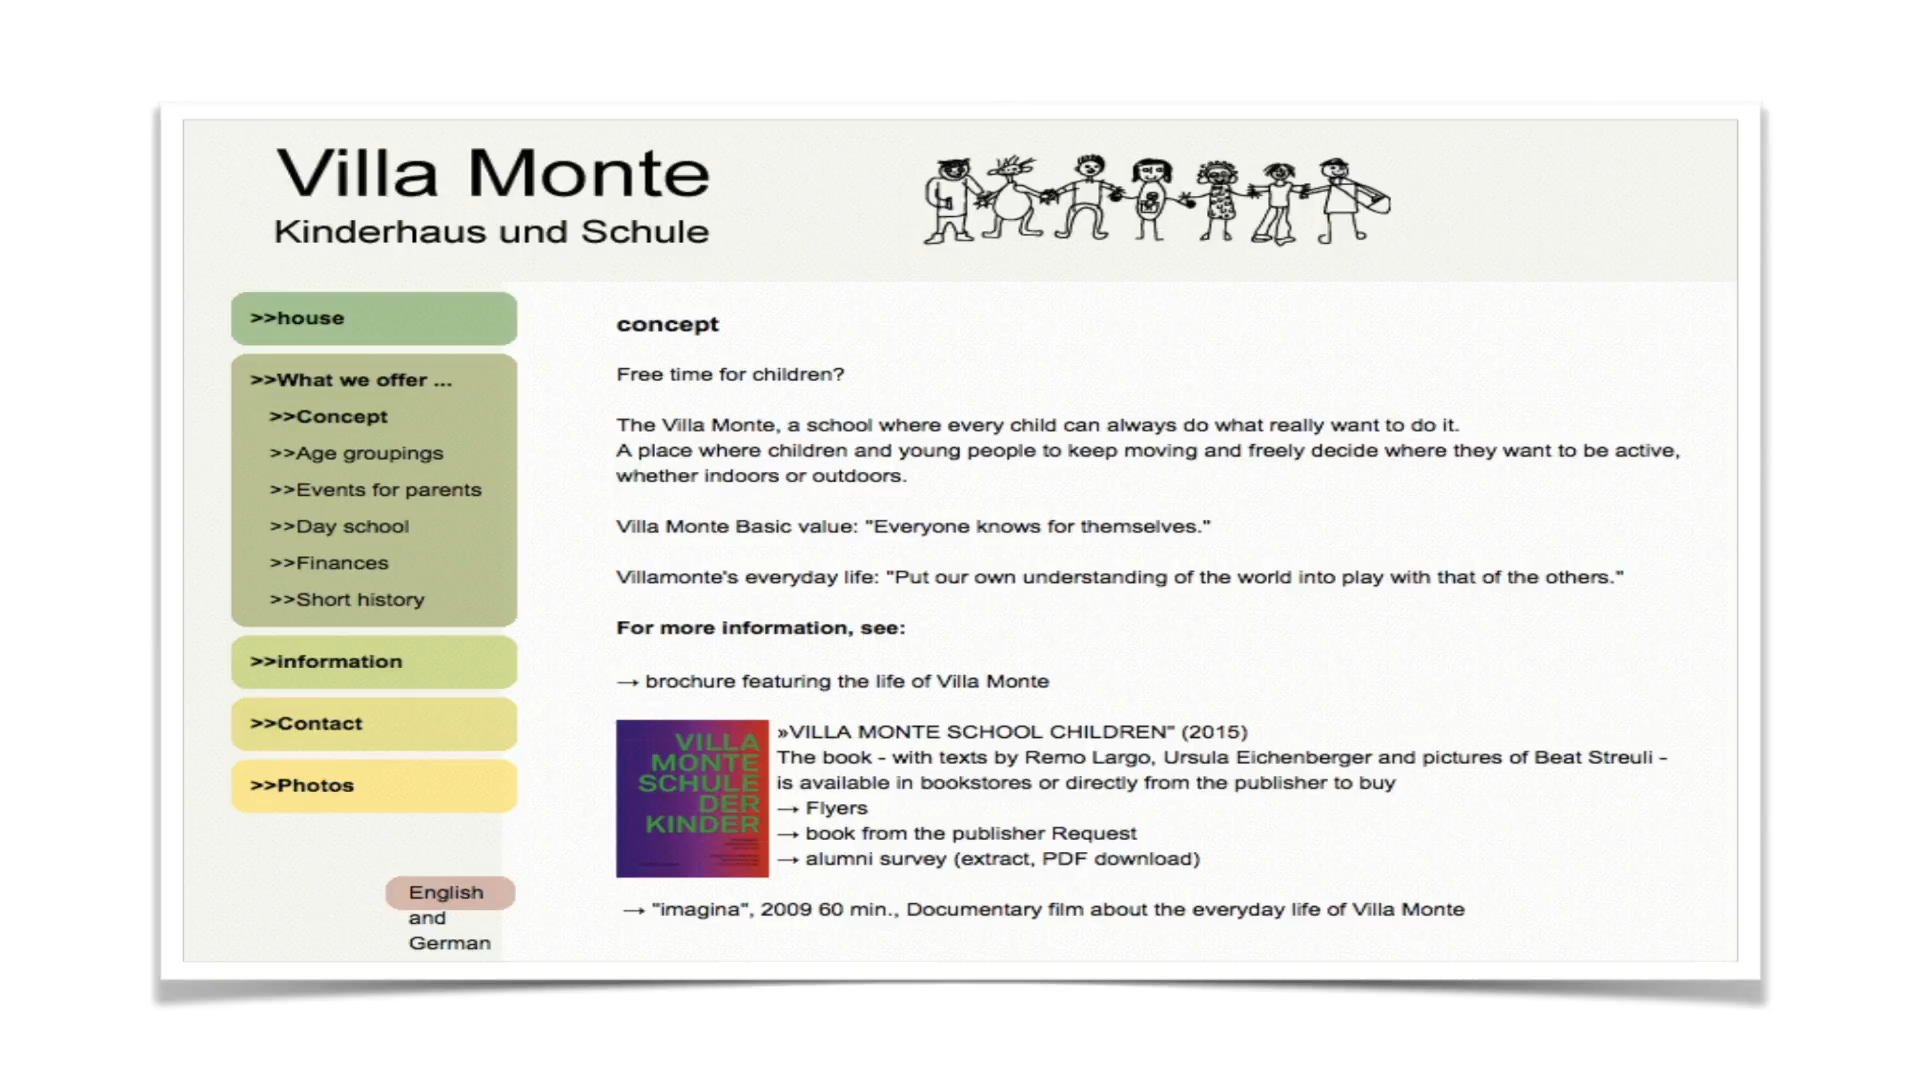 Villa Monte
Kinderhaus und Schule
>>house
>>What we offer ...
>>Concept
>>Age groupings
>>Events for parents
>>Day school
>>Finances
>>Short history
>>information
>>Contact
>>Photos
English
and
German
concept
Free time for children?
The Villa Monte, a school where every child can always do what really want to do it.
A place where children and young people to keep moving and freely decide where they want to be active,
whether indoors or outdoors.
Villa Monte Basic value: "Everyone knows for themselves."
Villamonte's everyday life: "Put our own understanding of the world into play with that of the others."
For more information, see:
→ brochure featuring the life of Villa Monte
VILLA
MONTE
SCHULE
DER
KINDER
»VILLA MONTE SCHOOL CHILDREN" (2015)
The book - with texts by Remo Largo, Ursula Eichenberger and pictures of Beat Streuli -
is available in bookstores or directly from the publisher to buy
→ Flyers
→ book from the publisher Request
→ alumni survey (extract, PDF download)
→ "imagina", 2009 60 min., Documentary film about the everyday life of Villa Monte